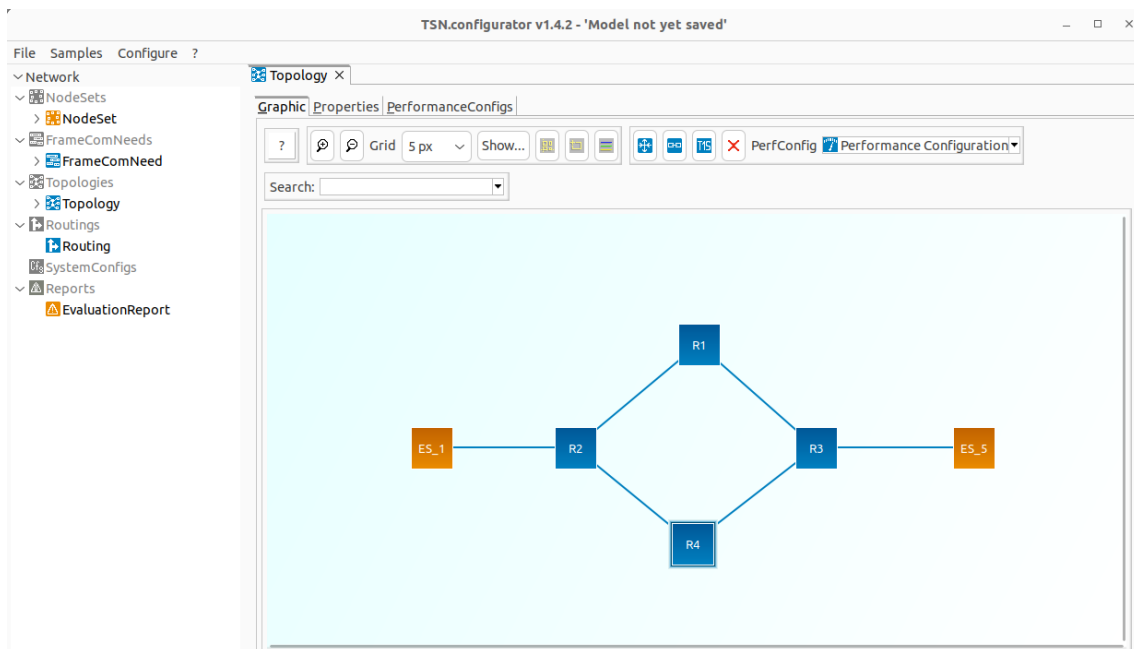 TSN.configurator v1.4.2 - 'Model not yet saved'
File Samples Configure ?
Network
NodeSets
NodeSet
FrameComNeeds
FrameComNeed
Topologies
Topology
Routings
Routing
Cfg SystemConfigs
Reports
EvaluationReport
Topology
Graphic Properties PerformanceConfigs
? Grid 5 px Show... T1S PerfConfig Performance Configuration
Search:
R1
ES_1 R2 R3 ES_5
R4